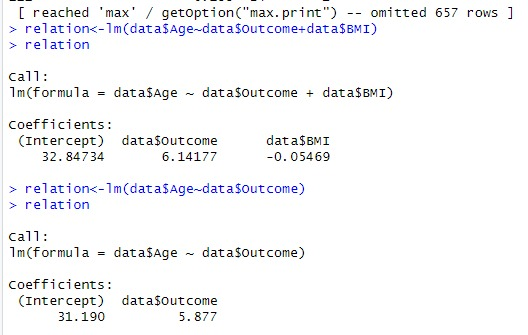 [ reached 'max' / getOption("max.print") -- omitted 657 rows ]
> relation<-lm(data$Age~data$Outcome+data$BMI)
> relation
Call:
lm(formula = data$Age ~ data$Outcome + data$BMI)
Coefficients:
(Intercept) data$Outcome data$BMI
32.84734 6.14177 -0.05469
> relation<-lm(data$Age~data$Outcome)
> relation
Call:
lm(formula = data$Age ~ data$Outcome)
Coefficients:
(Intercept) data$Outcome
31.190 5.877